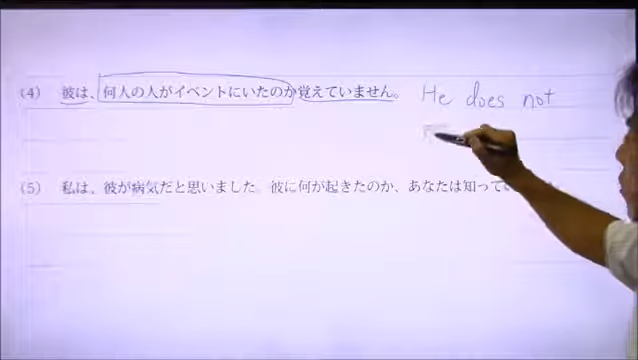 (4) 彼は、何人の人がイベントにいたのか覚えていません。 He does not
(5) 私は、彼が病気だと思いました。彼に何が起きたのか、あなたは知って